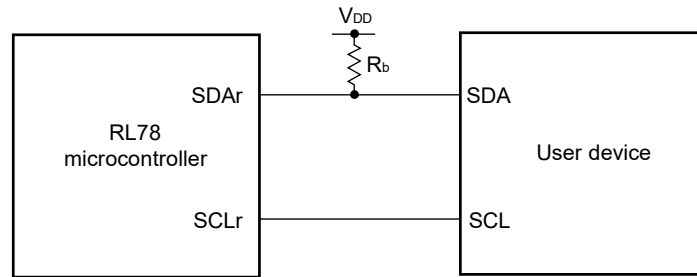 VDD
Rb
SDAr
SDA
RL78
microcontroller
User device
SCLr
SCL